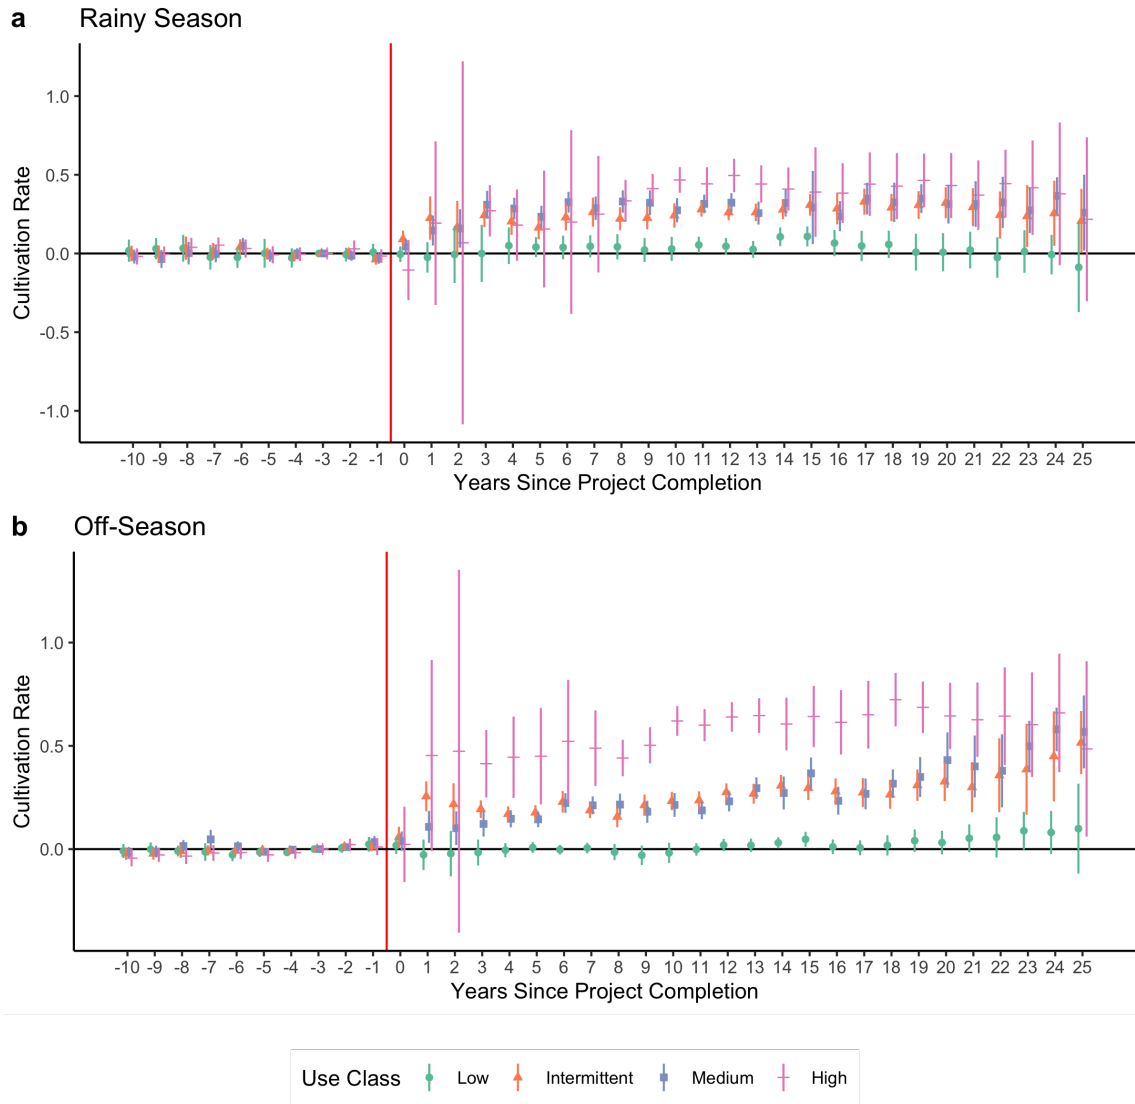 a Rainy Season
1.0
0.5
0.0
-0.5
-1.0
Cultivation Rate
-10 -9 -8 -7 -6 -5 -4 -3 -2 -1 0 1 2 3 4 5 6 7 8 9 10 11 12 13 14 15 16 17 18 19 20 21 22 23 24 25
Years Since Project Completion
b Off-Season
1.0
0.5
0.0
Cultivation Rate
-10 -9 -8 -7 -6 -5 -4 -3 -2 -1 0 1 2 3 4 5 6 7 8 9 10 11 12 13 14 15 16 17 18 19 20 21 22 23 24 25
Years Since Project Completion
Use Class Low Intermittent Medium High